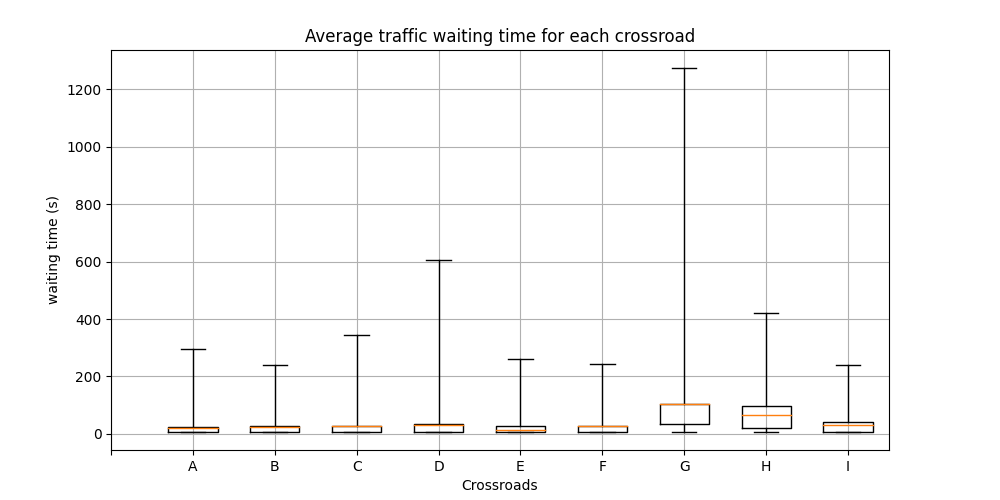 Average traffic waiting time for each crossroad
waiting time (s)
1200
1000
800
600
400
200
0
A B C D E F G H I
Crossroads